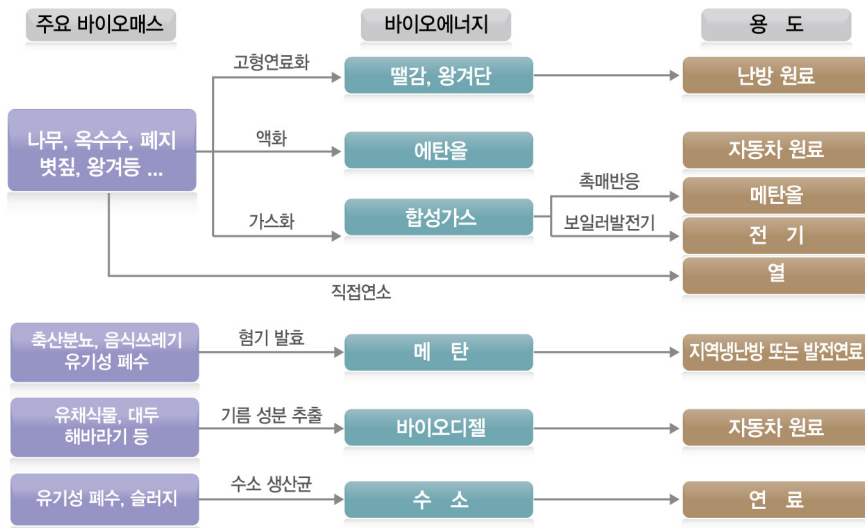 주요 바이오매스
바이오에너지
용 도
고형연료화
땔감, 왕겨단
난방 원료
나무, 옥수수, 폐지
볏짚, 왕겨등 ...
액화
에탄올
자동차 원료
가스화
합성가스
촉매반응
메탄올
보일러발전기
전 기
열
직접연소
축산분뇨, 음식쓰레기
유기성 폐수
혐기 발효
메 탄
지역냉난방 또는 발전연료
유채식물, 대두
해바라기 등
기름 성분 추출
바이오디젤
자동차 원료
유기성 폐수, 슬러지
수소 생산균
수 소
연 료